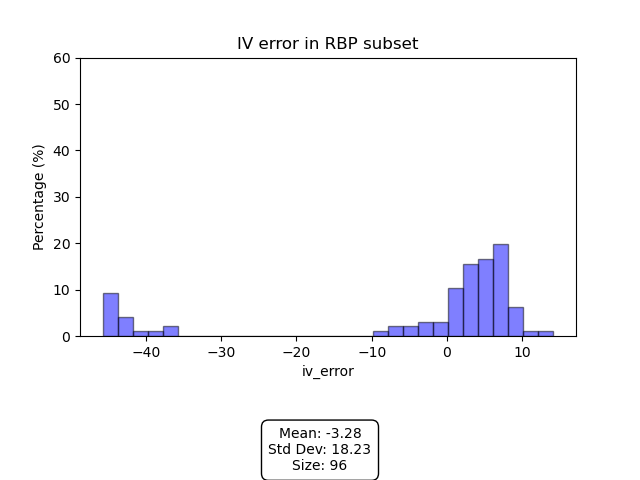 IV error in RBP subset
60
50
40
30
20
10
0
Percentage (%)
−40
−30
−20
−10
0
10
iv_error
Mean: -3.28
Std Dev: 18.23
Size: 96